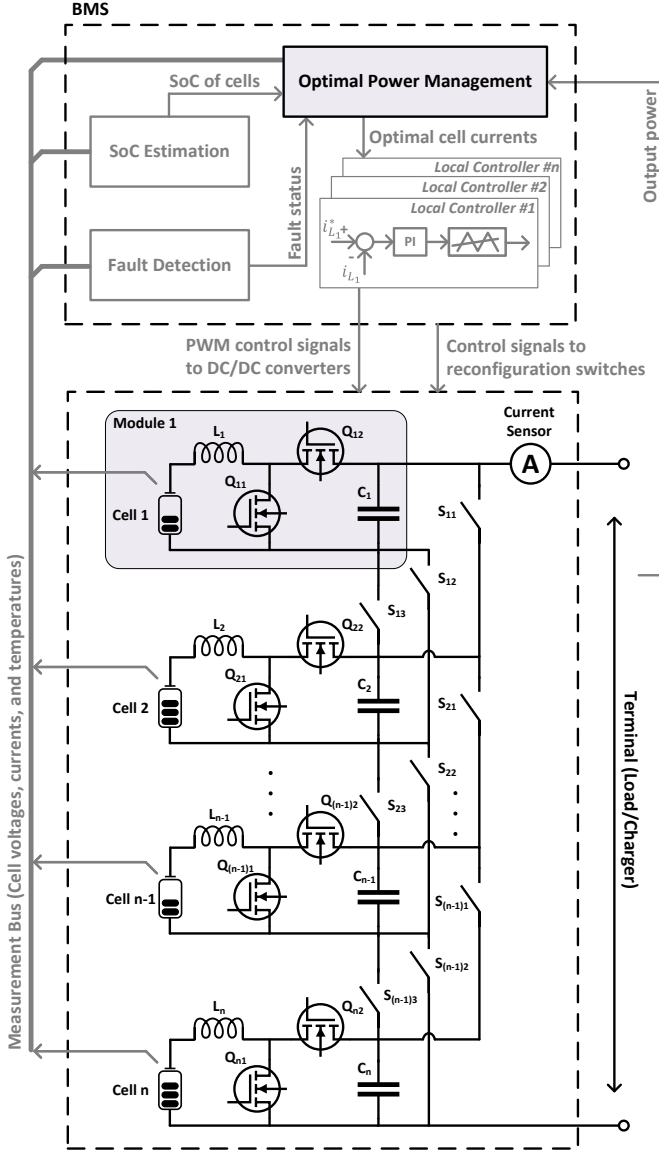 BMS
SoC of cells
Optimal Power Management
SoC Estimation
Optimal cell currents
Output power
Local Controller #n
Local Controller #2
Local Controller #1
Fault status
i*L1 +
PI
-
iL1
Fault Detection
PWM control signals
to DC/DC converters
Control signals to
reconfiguration switches
Module 1
L1
Q12
Current
Sensor
A
Q11
C1
S11
Cell 1
S12
S13
L2
Q22
Q21
C2
S21
Cell 2
S22
Ln-1
Q(n-1)2
S23
Q(n-1)1
Cn-1
S(n-1)1
Cell n-1
S(n-1)2
S(n-1)3
Ln
Qn2
Qn1
Cn
Cell n
Measurement Bus (Cell voltages, currents, and temperatures)
Terminal (Load/Charger)